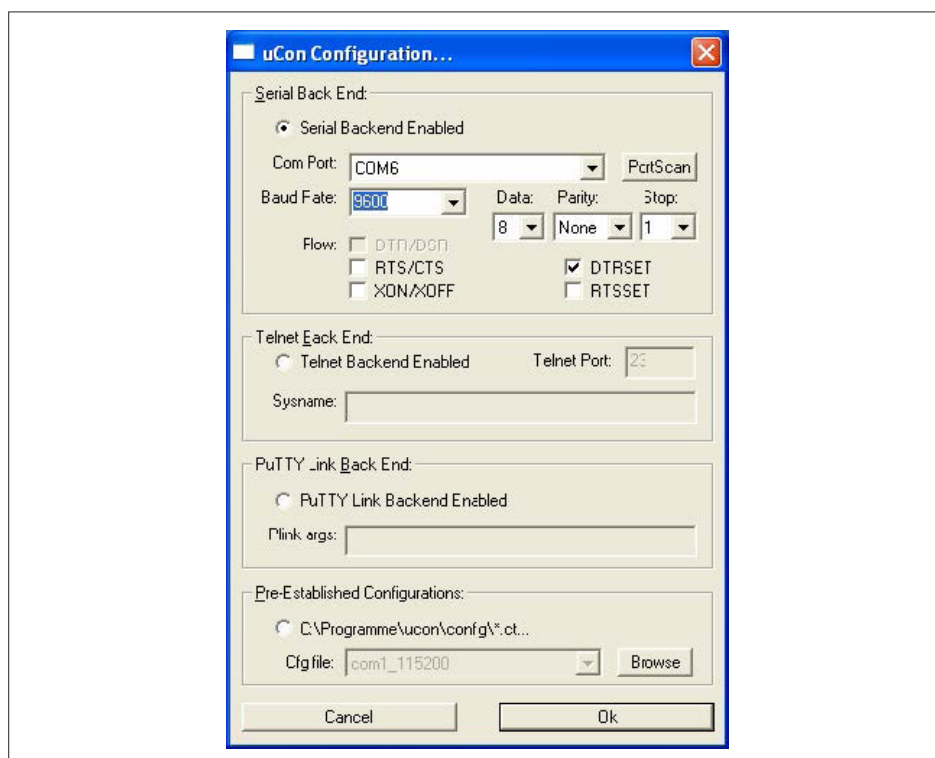 uCon Configuration...
Serial Back End:
Serial Backend Enabled
Com Port: COM6 PortScan
Baud Fate: 9600 Data: Parity: Stop:
8 None 1
Flow: DTR/DSR
RTS/CTS DTRSET
XON/XOFF RTSSET
Telnet Eack End:
Telnet Backend Enabled Telnet Port: 23
Sysname:
PuTTY Link Back End:
PuTTY Link Backend Enabled
Plink args:
Pre-Established Configurations:
C:\Programme\ucon\confg\*.ct...
Cfg file: com1_115200 Browse
Cancel Ok